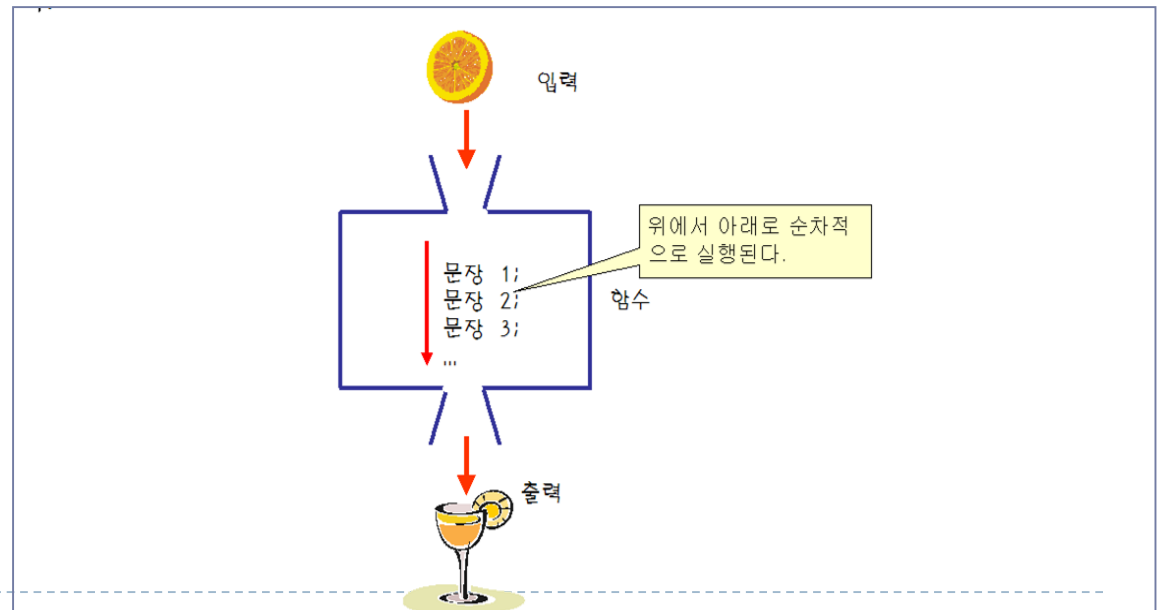 입력
위에서 아래로 순차적
으로 실행된다.
문장 1;
문장 2;
함수
문장 3;
...
출력